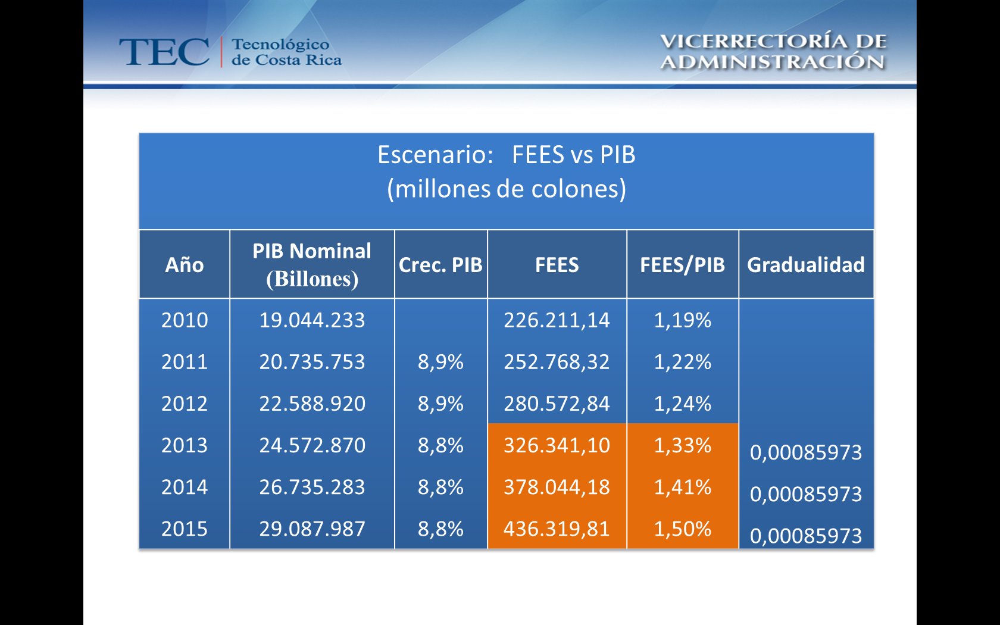 TEC Tecnológico
de Costa Rica
VICERRECTORÍA DE
ADMINISTRACIÓN
Escenario: FEES vs PIB
(millones de colones)
Año PIB Nominal (Billones) Crec. PIB FEES FEES/PIB Gradualidad
2010 19.044.233 226.211,14 1,19%
2011 20.735.753 8,9% 252.768,32 1,22%
2012 22.588.920 8,9% 280.572,84 1,24%
2013 24.572.870 8,8% 326.341,10 1,33% 0,00085973
2014 26.735.283 8,8% 378.044,18 1,41% 0,00085973
2015 29.087.987 8,8% 436.319,81 1,50% 0,00085973